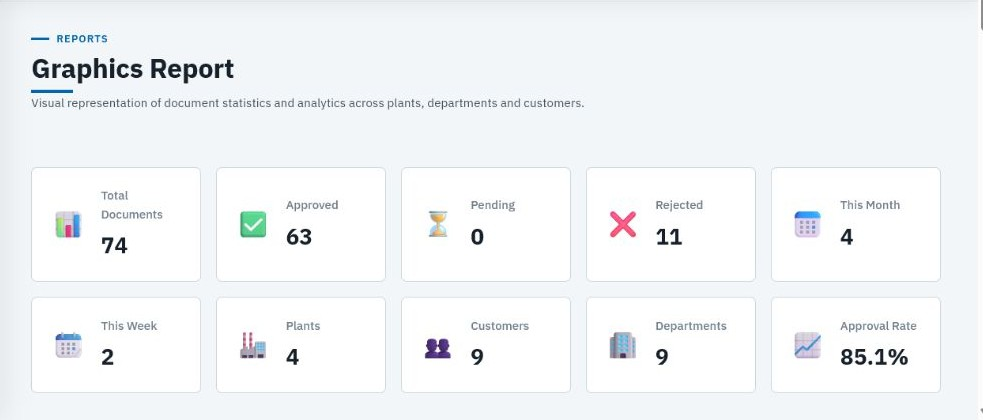 REPORTS
Graphics Report
Visual representation of document statistics and analytics across plants, departments and customers.
Total
Documents
74
Approved
63
Pending
0
Rejected
11
This Month
4
This Week
2
Plants
4
Customers
9
Departments
9
Approval Rate
85.1%